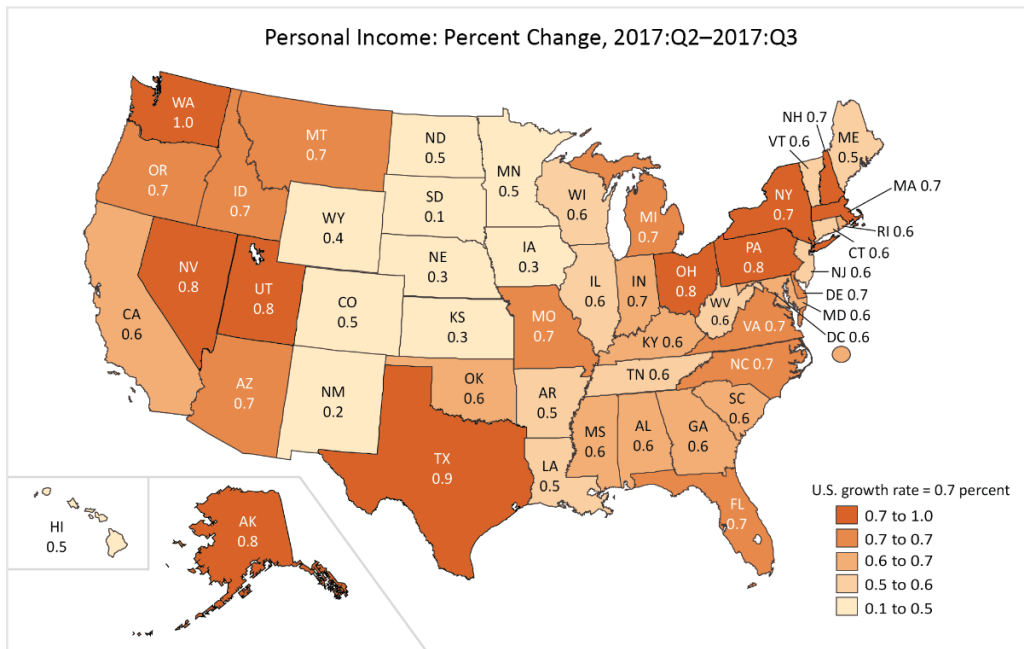 Personal Income: Percent Change, 2017:Q2–2017:Q3
WA
1.0
MT
0.7
ND
0.5
MN
0.5
OR
0.7
ID
0.7
WY
0.4
SD
0.1
WI
0.6
MI
0.7
NH 0.7
VT 0.6
ME
0.5
NY
0.7
MA 0.7
RI 0.6
CT 0.6
NJ 0.6
DE 0.7
MD 0.6
DC 0.6
PA
0.8
NV
0.8
UT
0.8
CO
0.5
NE
0.3
IA
0.3
IL
0.6
IN
0.7
OH
0.8
WV
0.6
VA 0.7
CA
0.6
KS
0.3
MO
0.7
KY 0.6
NC 0.7
TN 0.6
AZ
0.7
NM
0.2
OK
0.6
AR
0.5
SC
0.6
MS
0.6
AL
0.6
GA
0.6
TX
0.9
LA
0.5
FL
0.7
HI
0.5
AK
0.8
U.S. growth rate = 0.7 percent
0.7 to 1.0
0.7 to 0.7
0.6 to 0.7
0.5 to 0.6
0.1 to 0.5